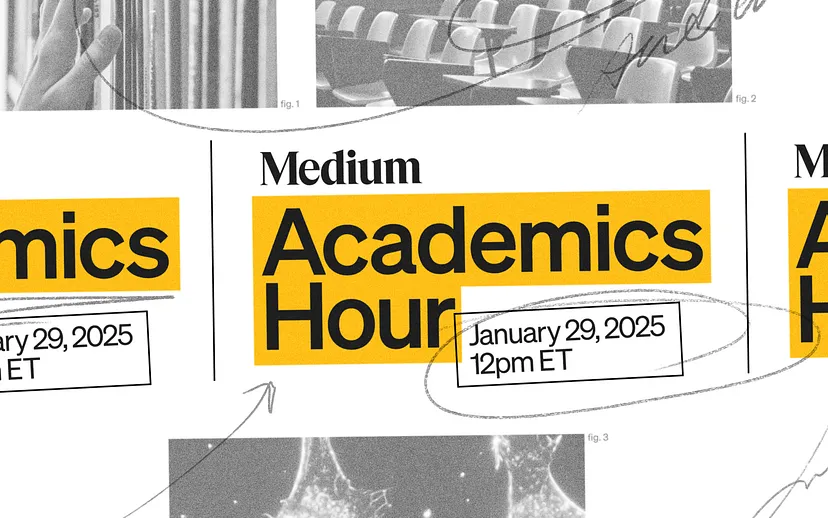 fig. 1
fig. 2
Medium
Academics
Hour
January 29, 2025
12pm ET
mics
ary 29, 2025
ET
M
A
H
fig. 3